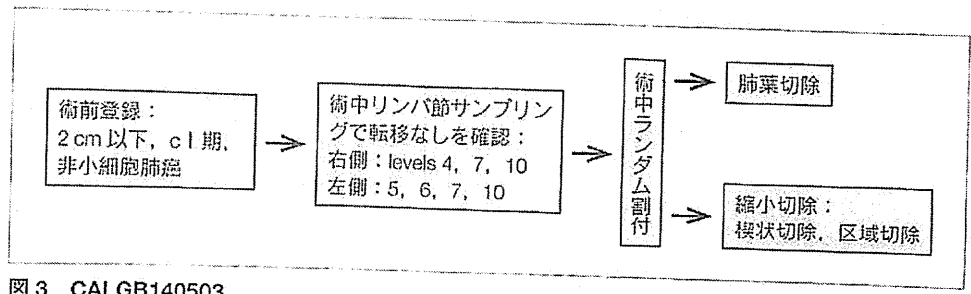 術前登録：
2 cm 以下，c I 期，
非小細胞肺癌
術中リンパ節サンプリン
グで転移なしを確認：
右側：levels 4，7，10
左側：5，6，7，10
術中ランダム割付
肺葉切除
縮小切除：
楔状切除，区域切除
図 3 CALGB140503